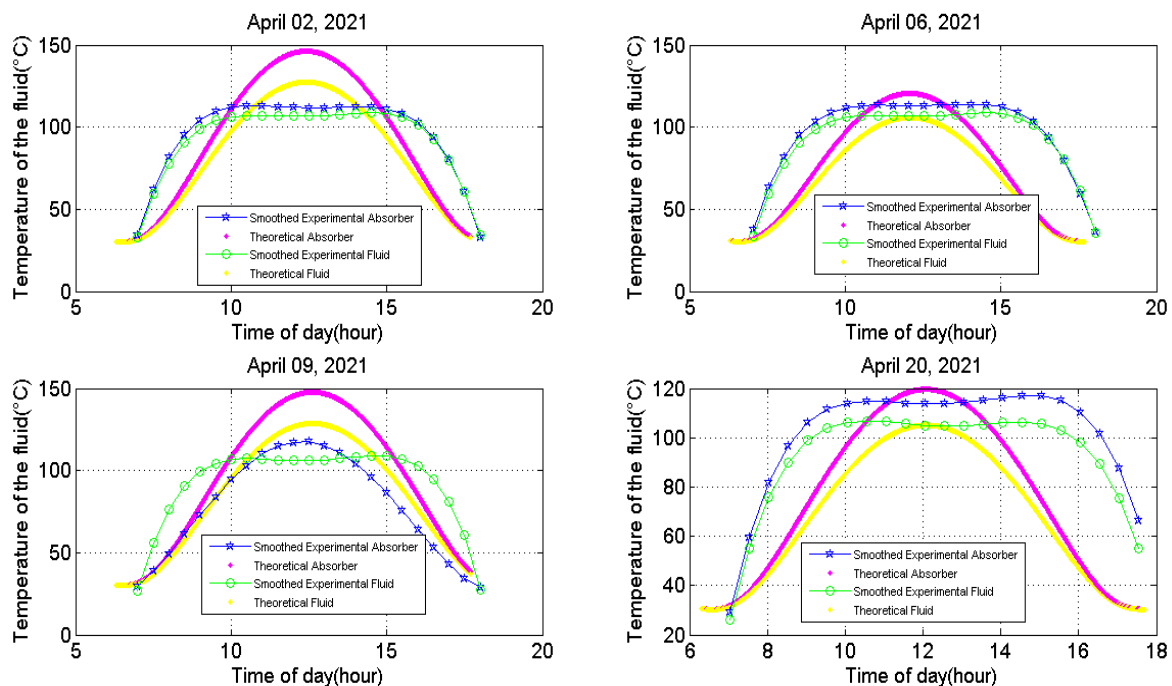 April 02, 2021
Temperature of the fluid(°C)
150
100
50
0
Smoothed Experimental Absorber
Theoretical Absorber
Smoothed Experimental Fluid
Theoretical Fluid
5 10 15 20
Time of day(hour)
April 06, 2021
Temperature of the fluid(°C)
150
100
50
0
Smoothed Experimental Absorber
Theoretical Absorber
Smoothed Experimental Fluid
Theoretical Fluid
5 10 15 20
Time of day(hour)
April 09, 2021
Temperature of the fluid(°C)
150
100
50
0
Smoothed Experimental Absorber
Theoretical Absorber
Smoothed Experimental Fluid
Theoretical Fluid
5 10 15 20
Time of day(hour)
April 20, 2021
Temperature of the fluid(°C)
120
100
80
60
40
20
Smoothed Experimental Absorber
Theoretical Absorber
Smoothed Experimental Fluid
Theoretical Fluid
6 8 10 12 14 16 18
Time of day(hour)